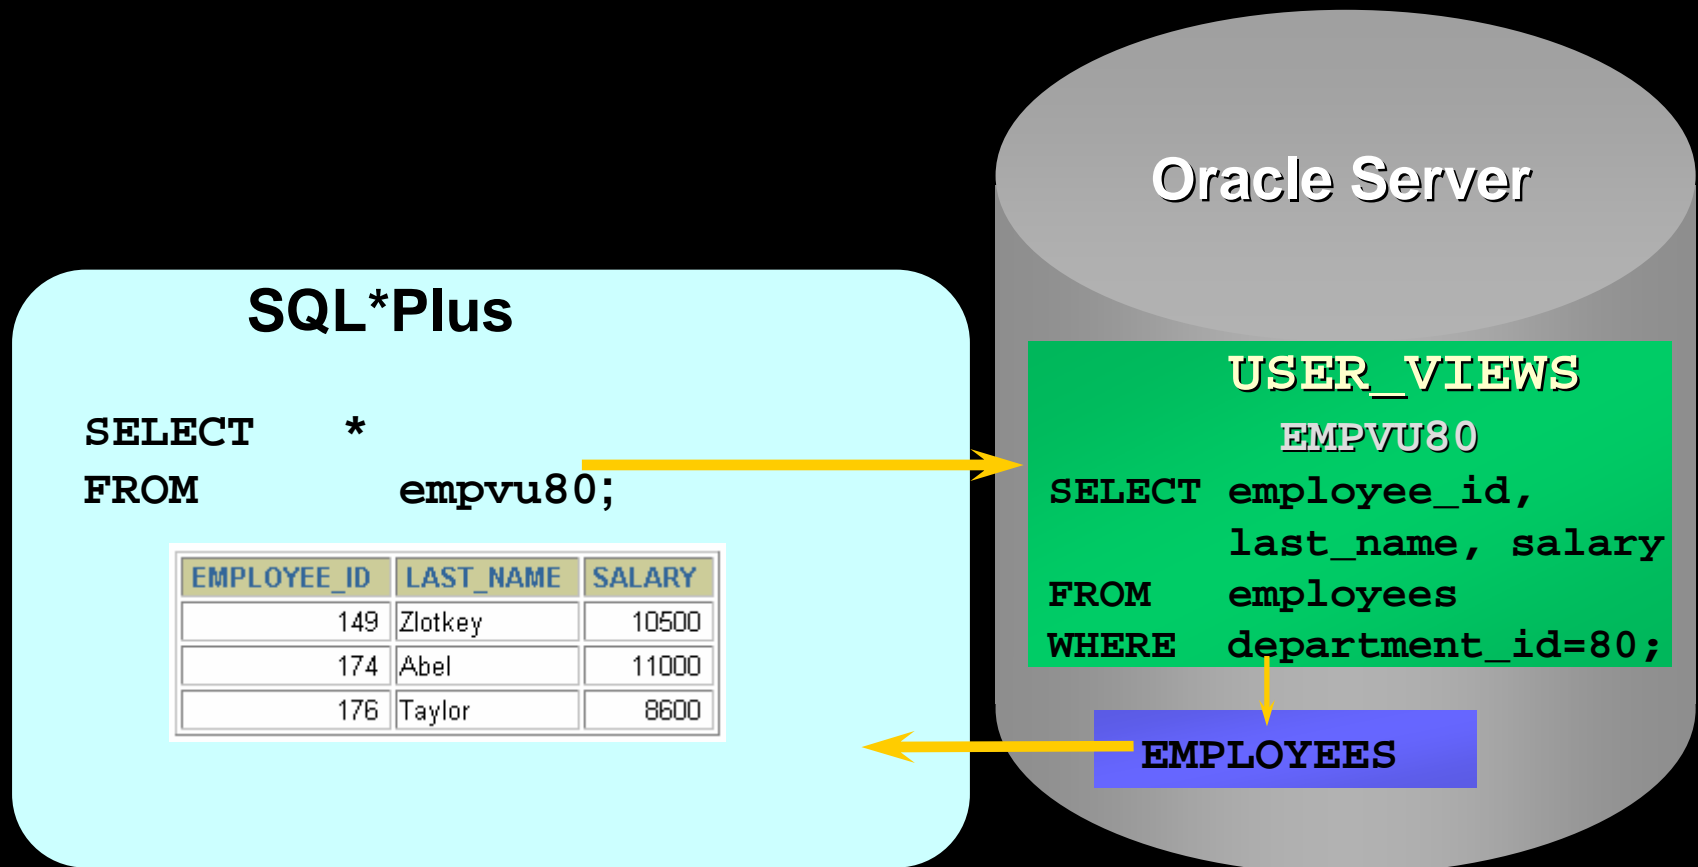 Oracle Server
SQL*Plus
SELECT *
FROM empvu80;
EMPLOYEE_ID LAST_NAME SALARY
149 Zlotkey 10500
174 Abel 11000
176 Taylor 8600
USER_VIEWS
EMPVU80
SELECT employee_id,
last_name, salary
FROM employees
WHERE department_id=80;
EMPLOYEES